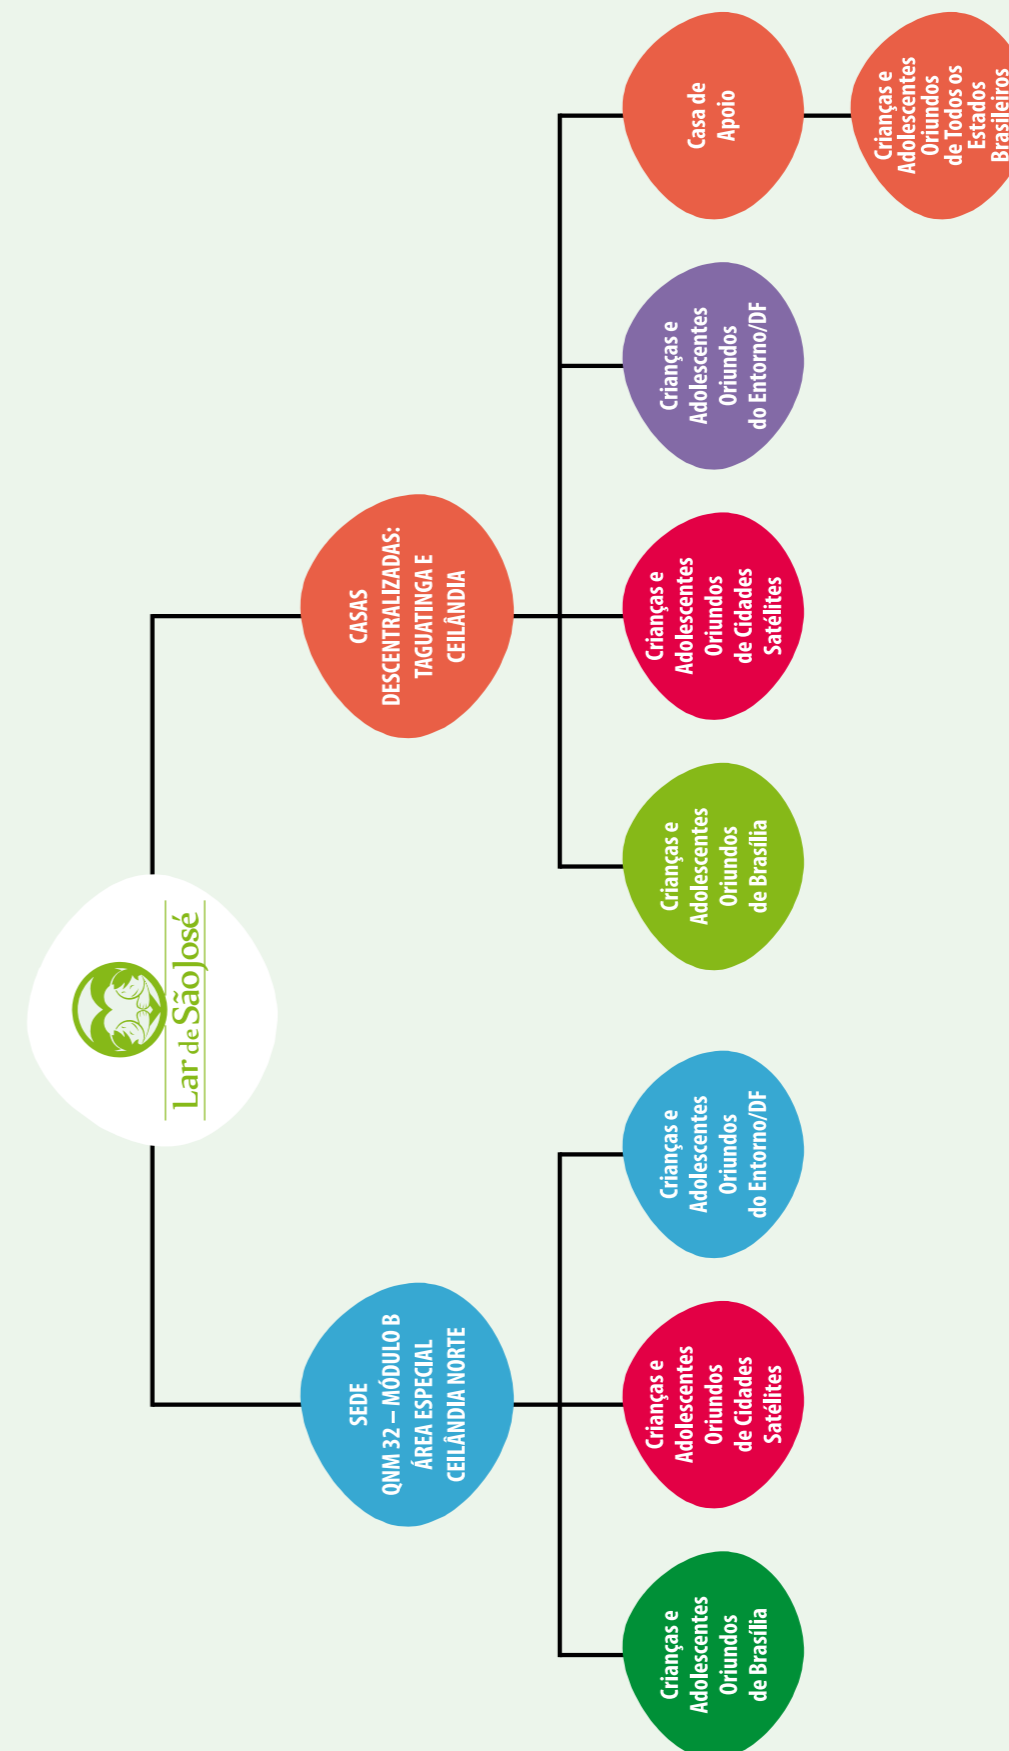 Lar de São José
SEDE
QNM 32 – MÓDULO B
ÁREA ESPECIAL
CEILÂNDIA NORTE
CASAS
DESCENTRALIZADAS:
TAGUATINGA E
CEILÂNDIA
Crianças e
Adolescentes
Oriundos
de Brasília
Crianças e
Adolescentes
Oriundos
de Cidades
Satélites
Crianças e
Adolescentes
Oriundos
do Entorno/DF
Crianças e
Adolescentes
Oriundos
de Brasília
Crianças e
Adolescentes
Oriundos
de Cidades
Satélites
Crianças e
Adolescentes
Oriundos
do Entorno/DF
Casa de
Apoio
Crianças e
Adolescentes
Oriundos
de Todos os
Estados
Brasileiros